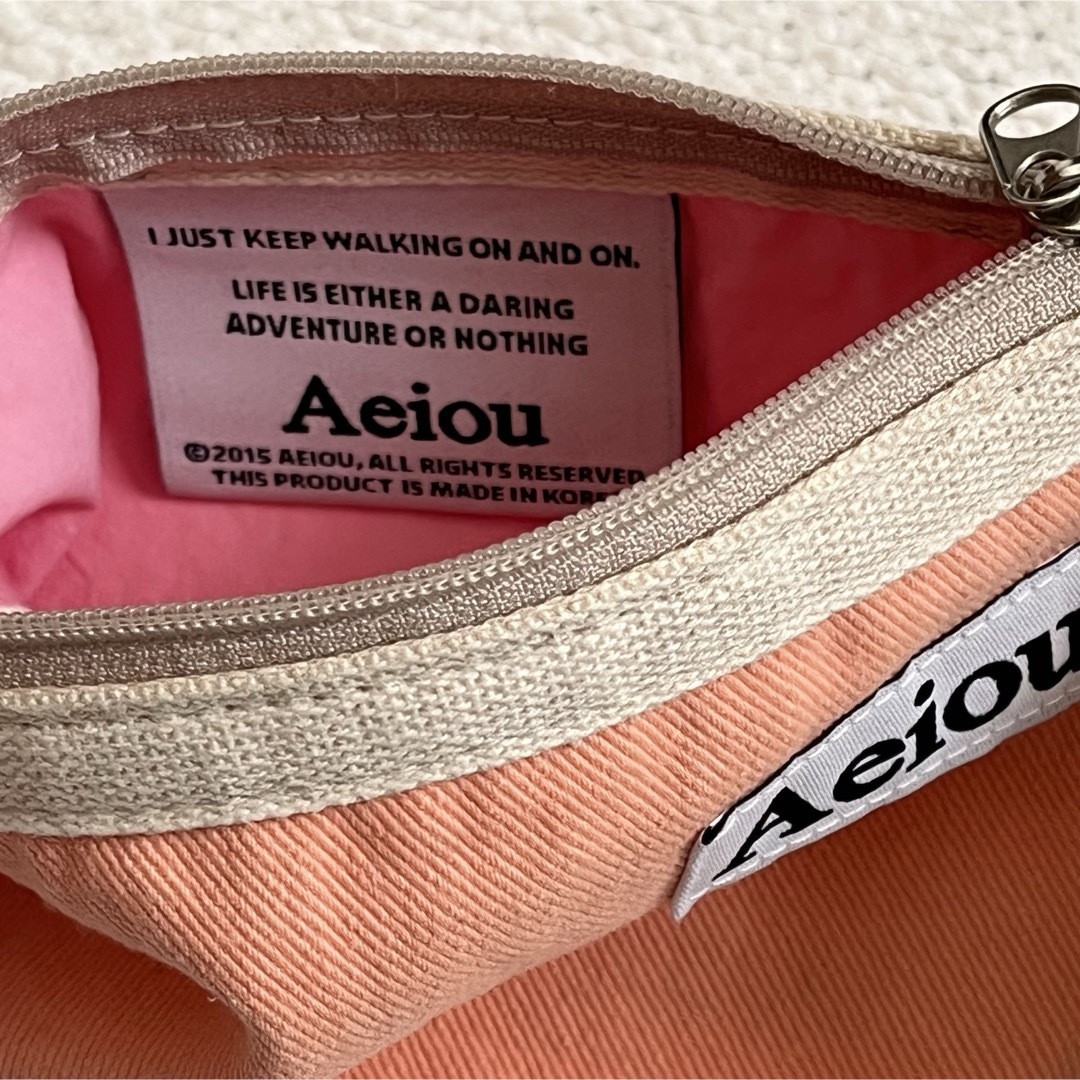 I JUST KEEP WALKING ON AND ON.
LIFE IS EITHER A DARING
ADVENTURE OR NOTHING
Aeiou
©2015 AEIOU, ALL RIGHTS RESERVED
THIS PRODUCT IS MADE IN
Aeiou